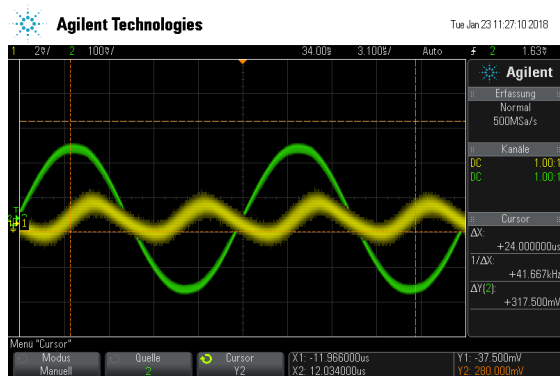 Agilent Technologies
Tue Jan 23 11:27:10 2018
1 2V/ 2 100V/ 34.00s 3.100s/ Auto 2 1.63V
Agilent
Erfassung
Normal
500MSa/s
Kanäle
DC 1.00:1
DC 1.00:1
Cursor
ΔX:
+24.000000us
1/ΔX:
+41.667kHz
ΔY(2):
+317.500mV
1
Menü "Cursor"
Modus
Manuell
Quelle
2
Cursor
Y2
X1: -11.966000us
X2: 12.034000us
Y1: -37.500mV
Y2: 280.000mV